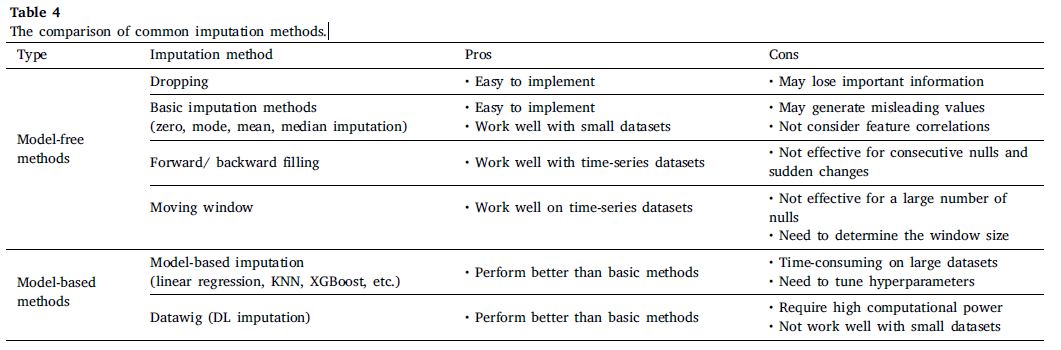 Table 4
The comparison of common imputation methods.
Type Imputation method Pros Cons
Model-free methods
Dropping • Easy to implement • May lose important information
Basic imputation methods • Easy to implement • May generate misleading values
(zero, mode, mean, median imputation) • Work well with small datasets • Not consider feature correlations
Forward/ backward filling • Work well with time-series datasets • Not effective for consecutive nulls and
sudden changes
Moving window • Work well on time-series datasets • Not effective for a large number of
nulls
• Need to determine the window size
Model-based methods
Model-based imputation • Perform better than basic methods • Time-consuming on large datasets
(linear regression, KNN, XGBoost, etc.) • Need to tune hyperparameters
Datawig (DL imputation) • Perform better than basic methods • Require high computational power
• Not work well with small datasets